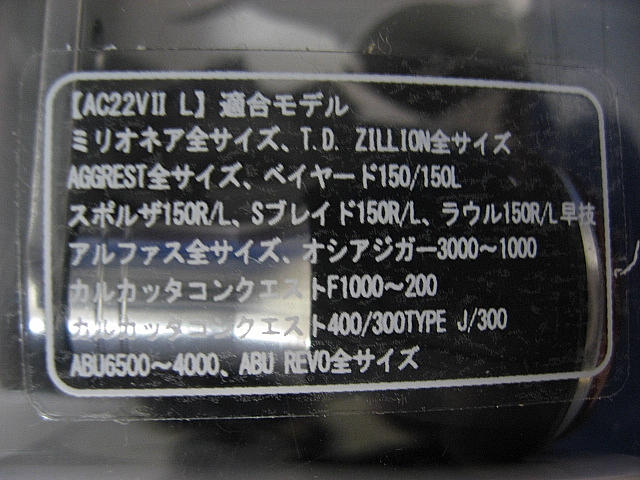 【AC22VII L】適合モデル
ミリオネア全サイズ、T.D. ZILLION全サイズ
AGGREST全サイズ、ベイヤード150/150L
スポルザ150R/L、Sブレイド150R/L、ラウル150R/L早技
アルファス全サイズ、オシアジガー3000～1000
カルカッタコンクエストF1000～200
カルカッタコンクエスト400/300TYPE J/300
ABU6500～4000、ABU REVO全サイズ